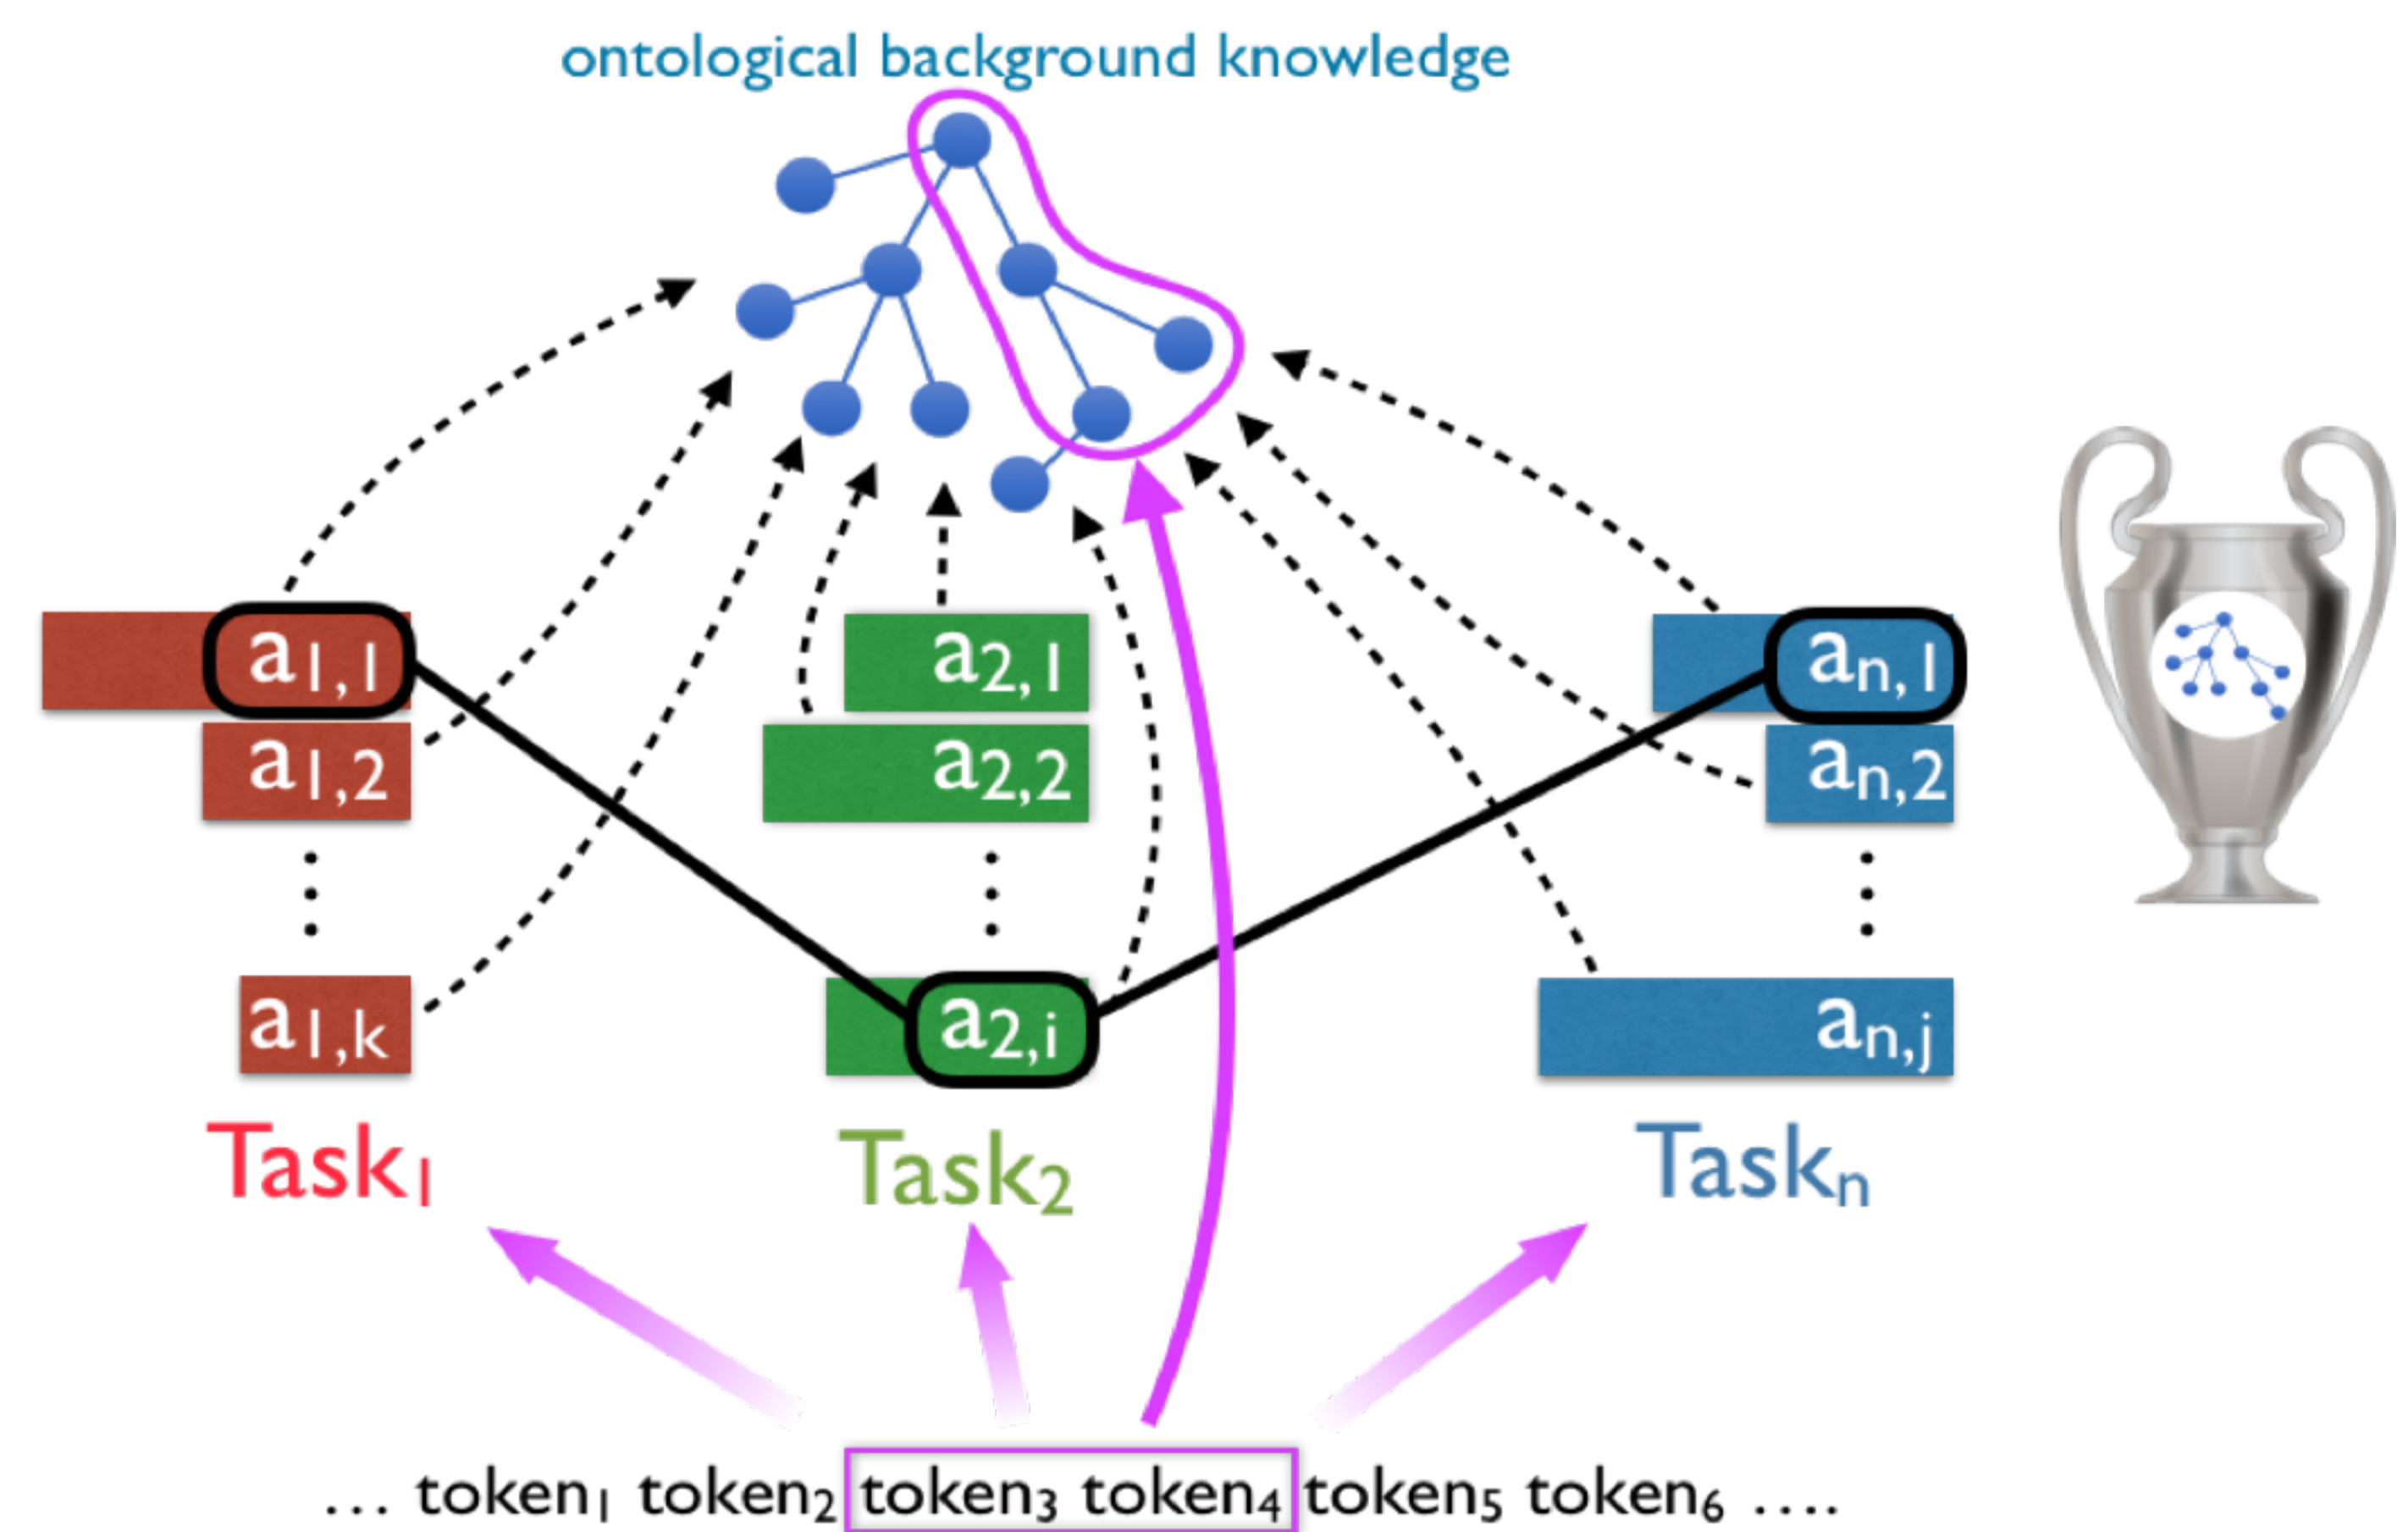 ontological background knowledge
a1,1 a2,1 an,1
a1,2 a2,2 an,2
a1,k a2,i an,j
Task1 Task2 Taskn
... token1 token2 token3 token4 token5 token6 ....